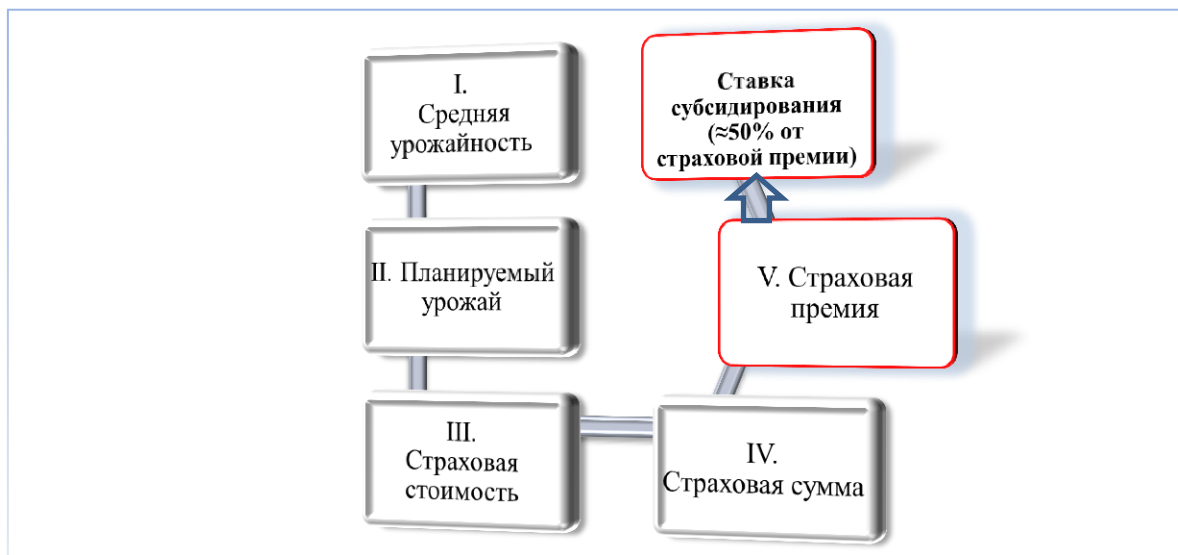 I.
Средняя
урожайность
II. Планируемый
урожай
III.
Страховая
стоимость
IV.
Страховая сумма
V. Страховая
премия
Ставка
субсидирования
(≈50% от
страховой премии)